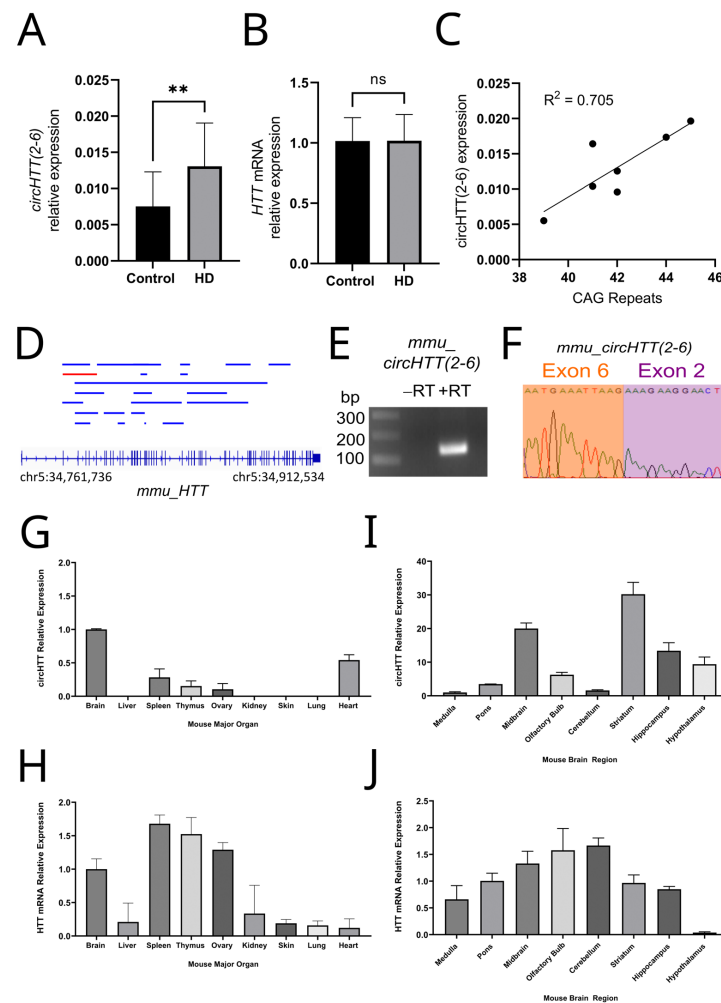 A
circHTT(2-6)
relative expression
0.025
0.020
0.015
0.010
0.005
0.000
**
Control HD
B
HTT mRNA
relative expression
1.5
1.0
0.5
0.0
ns
Control HD
C
circHTT(2-6) expression
0.025
0.020
0.015
0.010
0.005
0.000
R² = 0.705
38 40 42 44 46
CAG Repeats
D
chr5:34,761,736 chr5:34,912,534
mmu_HTT
E
mmu_
circHTT(2-6)
bp –RT +RT
300
200
100
F
mmu_circHTT(2-6)
Exon 6 Exon 2
AATGAAATTAAG AAAGAAGGAACT
G
circHTT Relative Expression
1.5
1.0
0.5
0.0
Brain Liver Spleen Thymus Ovary Kidney Skin Lung Heart
Mouse Major Organ
I
circHTT Relative Expression
40
30
20
10
0
Medulla Pons Midbrain Olfactory Bulb Cerebellum Striatum Hippocampus Hypothalamus
Mouse Brain Region
H
HTT mRNA Relative Expression
2.0
1.5
1.0
0.5
0.0
Brain Liver Spleen Thymus Ovary Kidney Skin Lung Heart
Mouse Major Organ
J
HTT mRNA Relative Expression
2.5
2.0
1.5
1.0
0.5
0.0
Medulla Pons Midbrain Olfactory Bulb Cerebellum Striatum Hippocampus Hypothalamus
Mouse Brain Region